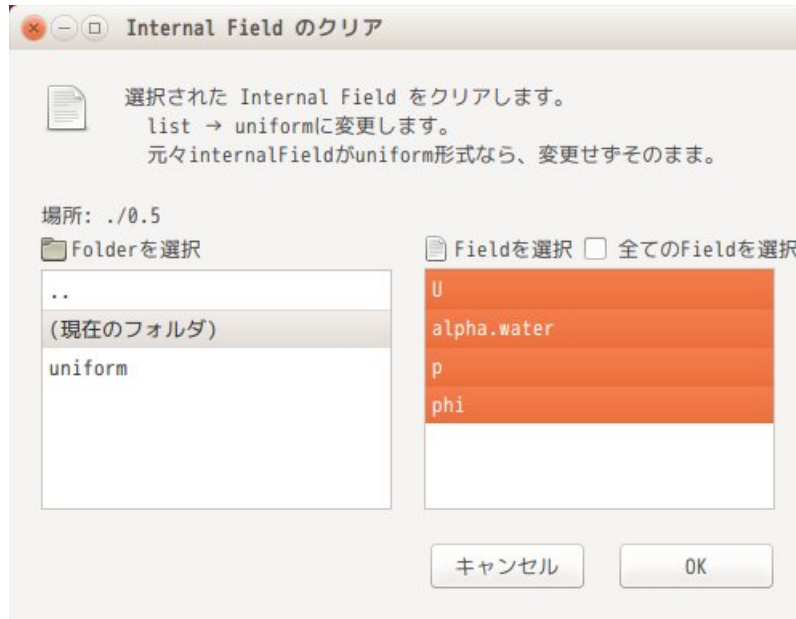 Internal Field のクリア
選択された Internal Field をクリアします。
list → uniformに変更します。
元々internalFieldがuniform形式なら、変更せずそのまま。
場所: ./0.5
Folderを選択
Fieldを選択 全てのFieldを選択
..
(現在のフォルダ)
uniform
U
alpha.water
p
phi
キャンセル
OK